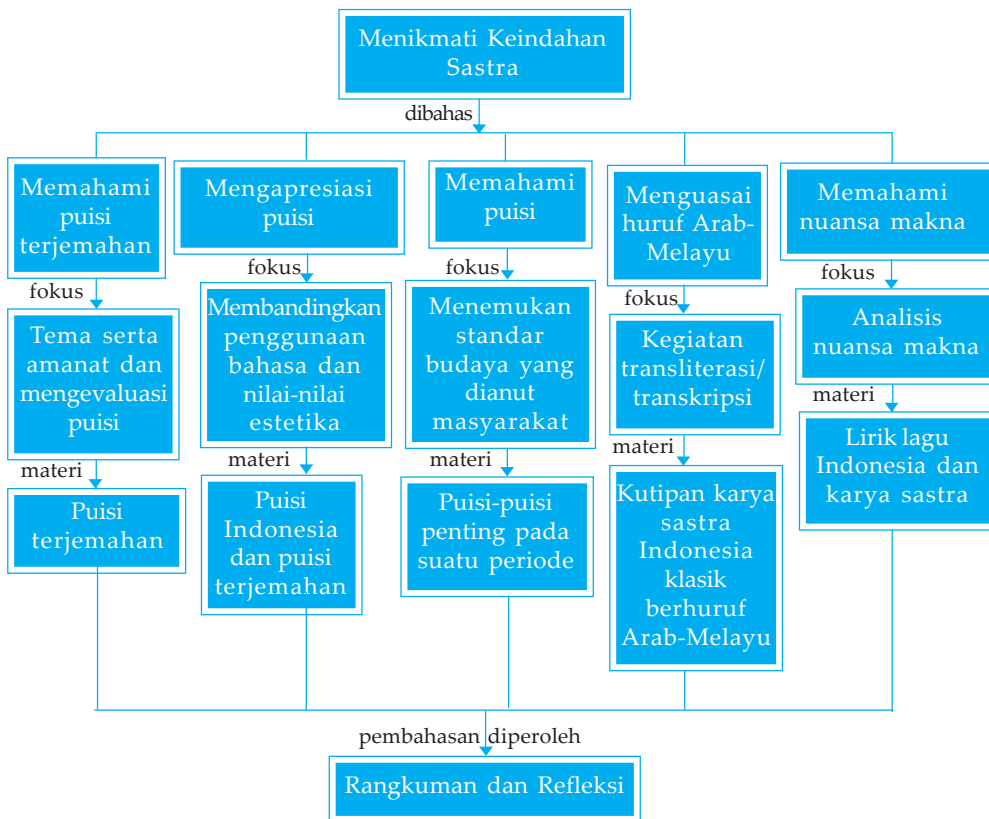 Menikmati Keindahan
Sastra
dibahas
Memahami
puisi
terjemahan
fokus
Tema serta
amanat dan
mengevaluasi
puisi
materi
Puisi
terjemahan
Mengapresiasi
puisi
fokus
Membandingkan
penggunaan
bahasa dan
nilai-nilai
estetika
materi
Puisi
Indonesia
dan puisi
terjemahan
Memahami
puisi
fokus
Menemukan
standar
budaya yang
dianut
masyarakat
materi
Puisi-puisi
penting pada
suatu periode
Menguasai
huruf Arab-
Melayu
fokus
Kegiatan
transliterasi/
transkripsi
materi
Kutipan karya
sastra
Indonesia
klasik
berhuruf
Arab-Melayu
Memahami
nuansa makna
fokus
Analisis
nuansa makna
materi
Lirik lagu
Indonesia dan
karya sastra
pembahasan diperoleh
Rangkuman dan Refleksi